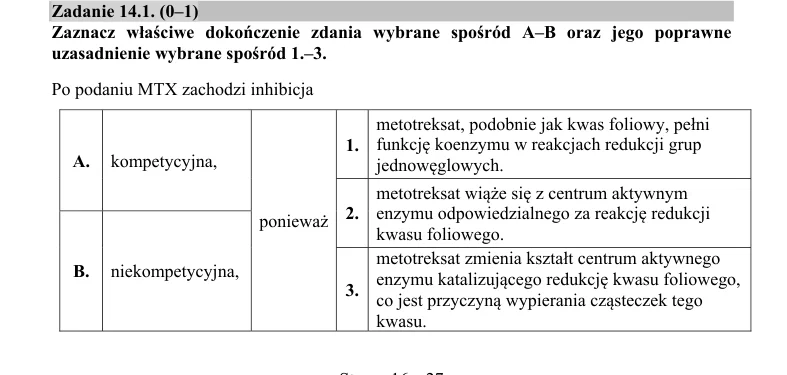 Zadanie 14.1. (0–1)
Zaznacz właściwe dokończenie zdania wybrane spośród A–B oraz jego poprawne
uzasadnienie wybrane spośród 1.–3.
Po podaniu MTX zachodzi inhibicja
A. kompetycyjna,
B. niekompetycyjna,
ponieważ
1. metotreksat, podobnie jak kwas foliowy, pełni
funkcję koenzymu w reakcjach redukcji grup
jednowęglowych.
2. metotreksat wiąże się z centrum aktywnym
enzymu odpowiedzialnego za reakcję redukcji
kwasu foliowego.
3. metotreksat zmienia kształt centrum aktywnego
enzymu katalizującego redukcję kwasu foliowego,
co jest przyczyną wypierania cząsteczek tego
kwasu.